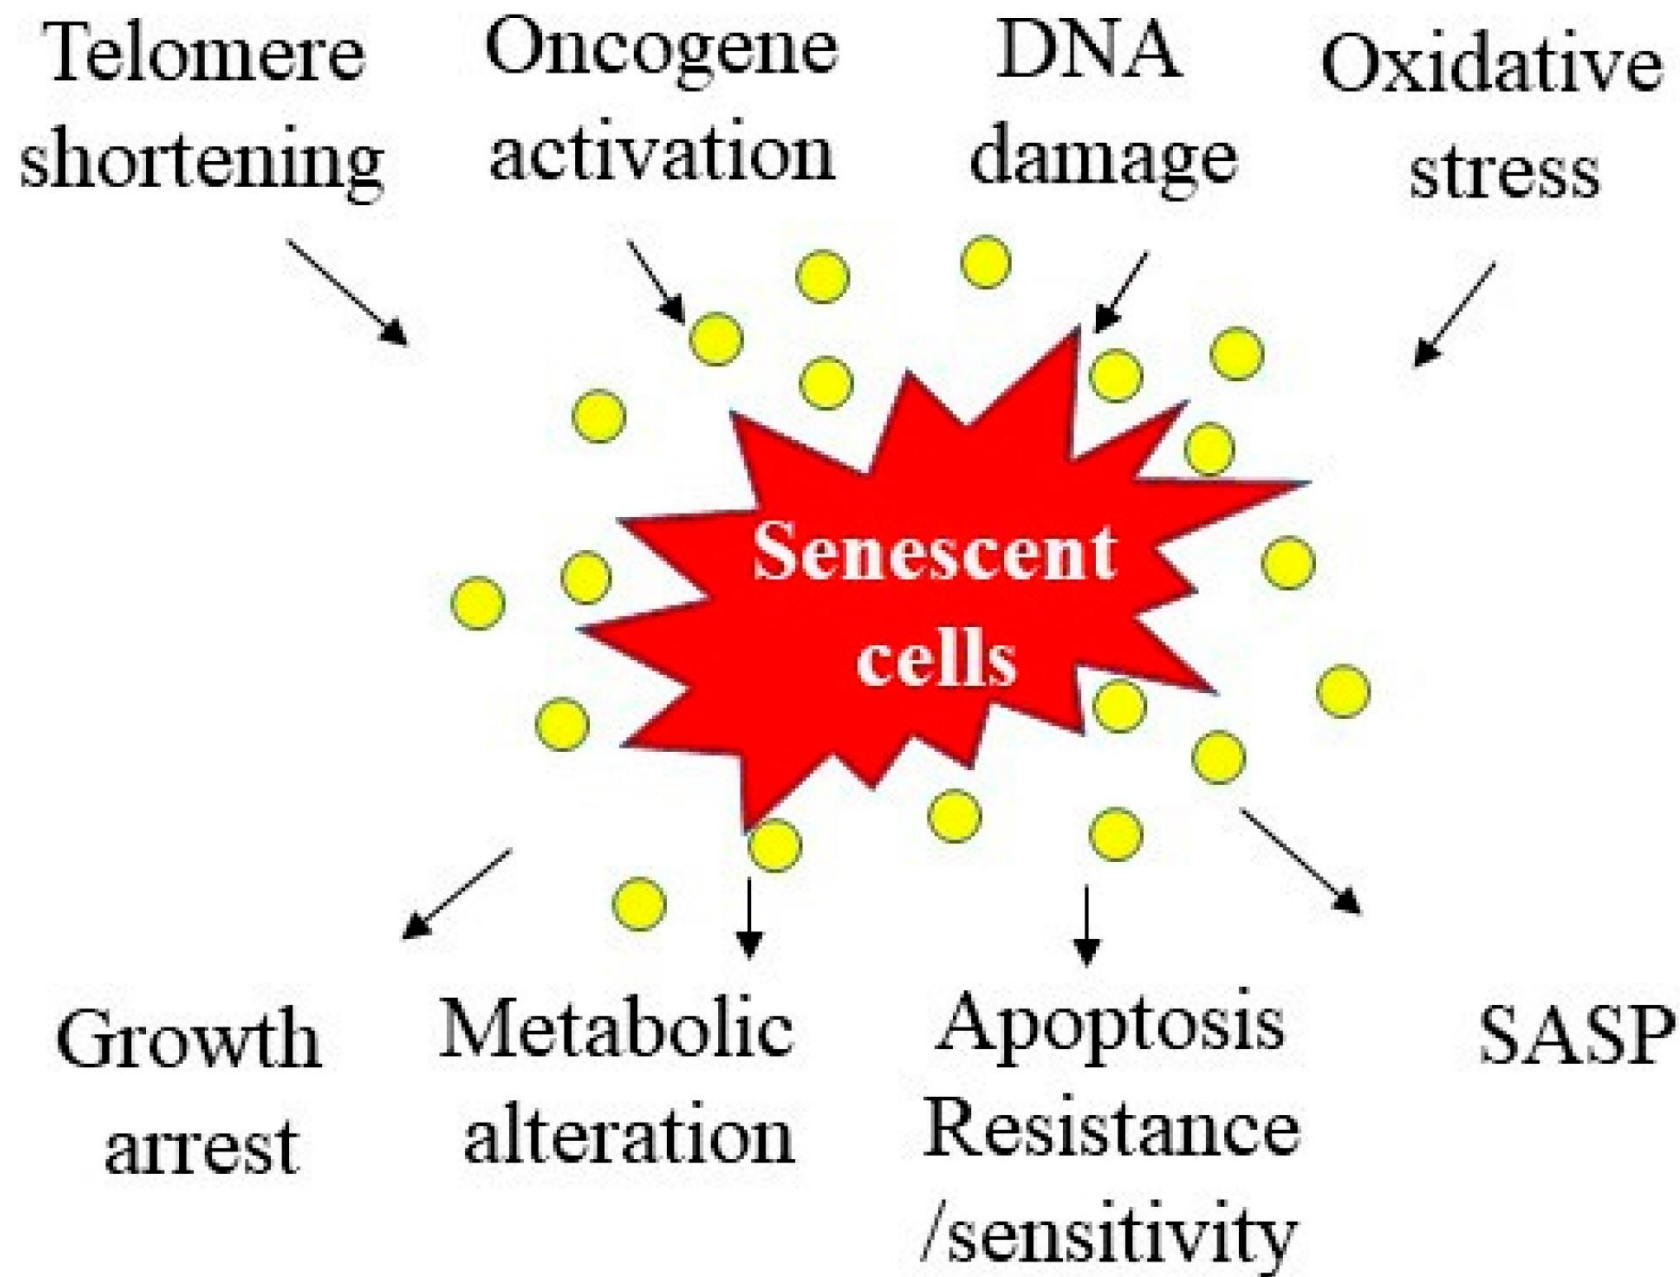 Telomere
shortening
Oncogene
activation
DNA
damage
Oxidative
stress
Senescent
cells
Growth
arrest
Metabolic
alteration
Apoptosis
Resistance
/sensitivity
SASP